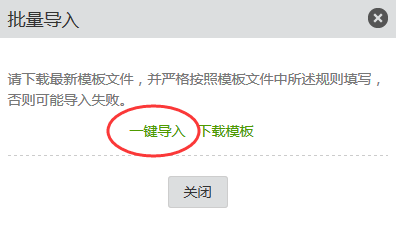 批量导入
请下载最新模板文件，并严格按照模板文件中所述规则填写，
否则可能导入失败。
一键导入 下载模板
关闭